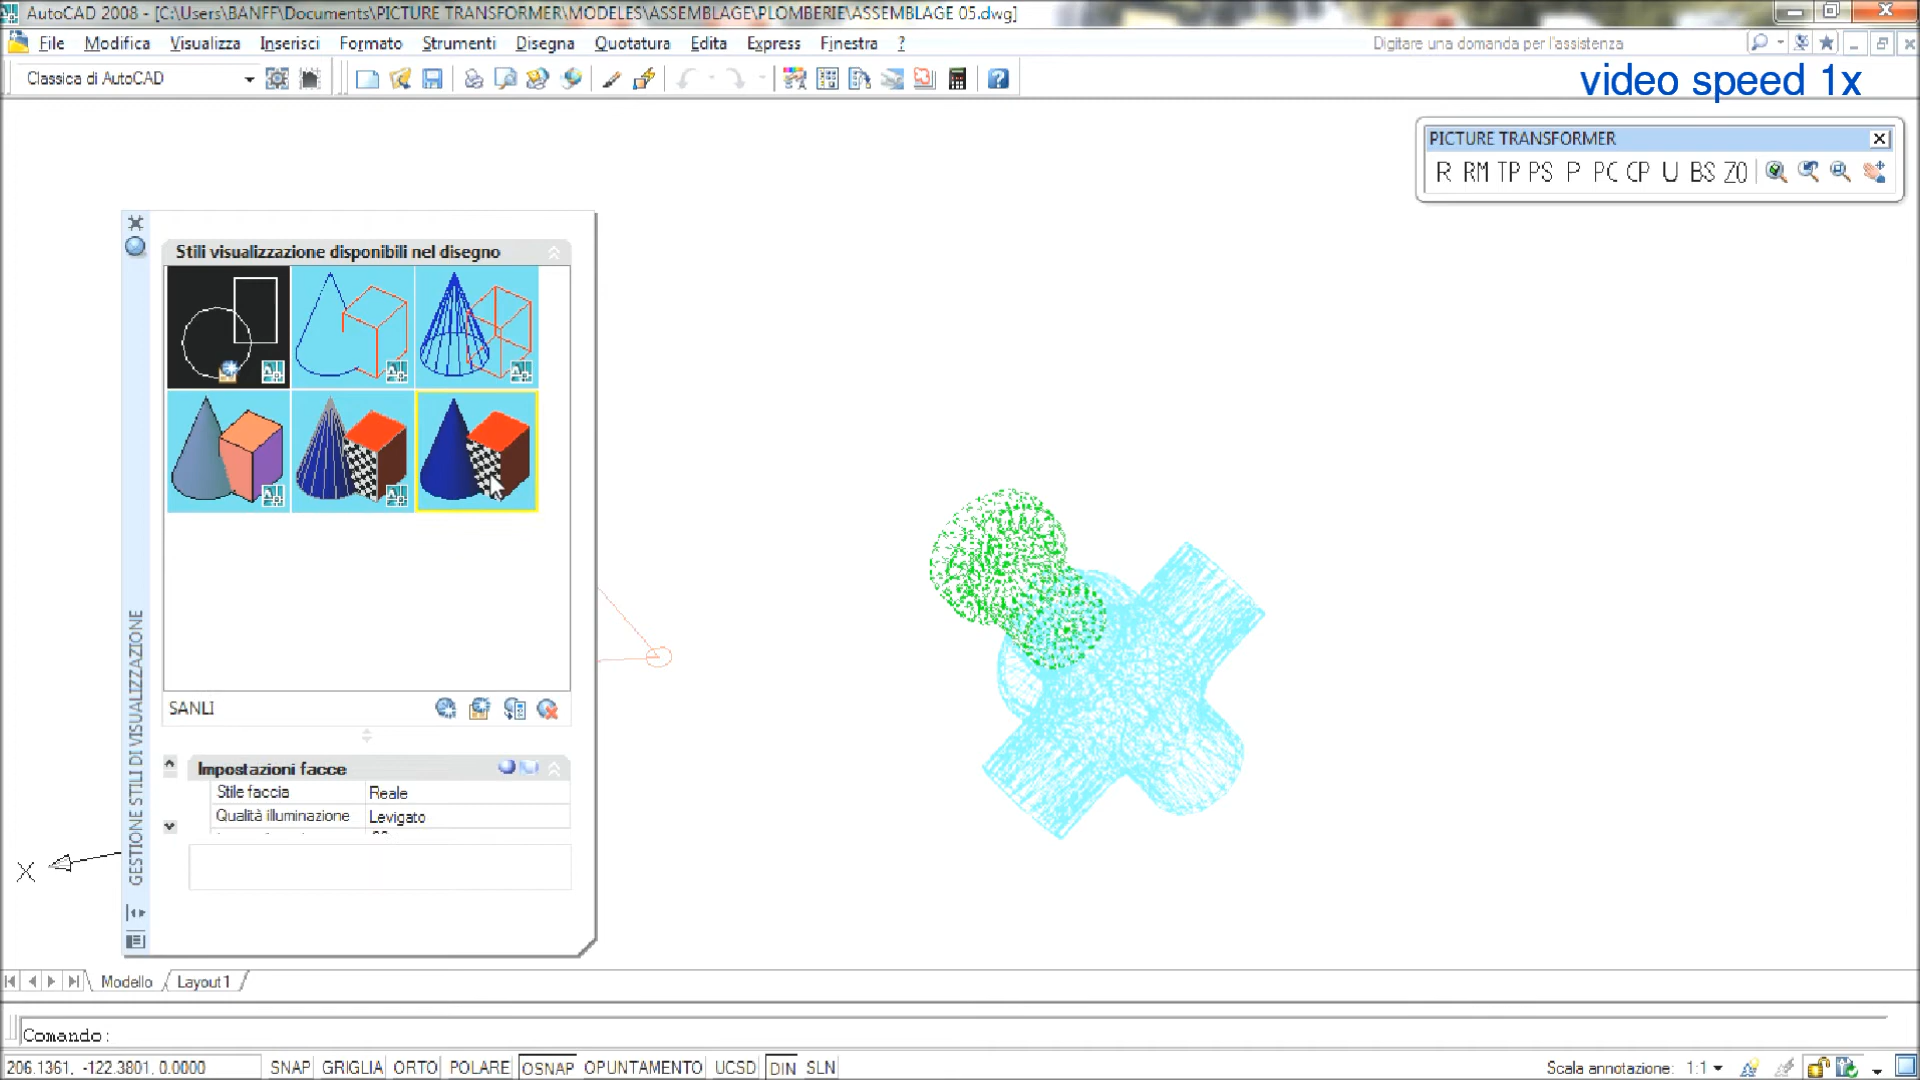 AutoCAD 2008 - [C:\Users\BANFF\Documents\PICTURE TRANSFORMER\MODELES\ASSEMBLAGE\PLOMBERIE\ASSEMBLAGE 05.dwg]
File Modifica Visualizza Inserisci Formato Strumenti Disegna Quotatura Edita Express Finestra ?
Digitare una domanda per l'assistenza
Classica di AutoCAD
video speed 1x
PICTURE TRANSFORMER
R RM TP PS P PC CP U BS ZO
Stili visualizzazione disponibili nel disegno
SANLI
Impostazioni facce
Stile faccia Reale
Qualità illuminazione Levigato
GESTIONE STILI DI VISUALIZZAZIONE
X
Modello Layout1
Comando:
206.1361, -122.3801, 0.0000 SNAP GRIGLIA ORTO POLARE OSNAP OPUNTAMENTO UCSD DIN SLN Scala annotazione: 1:1